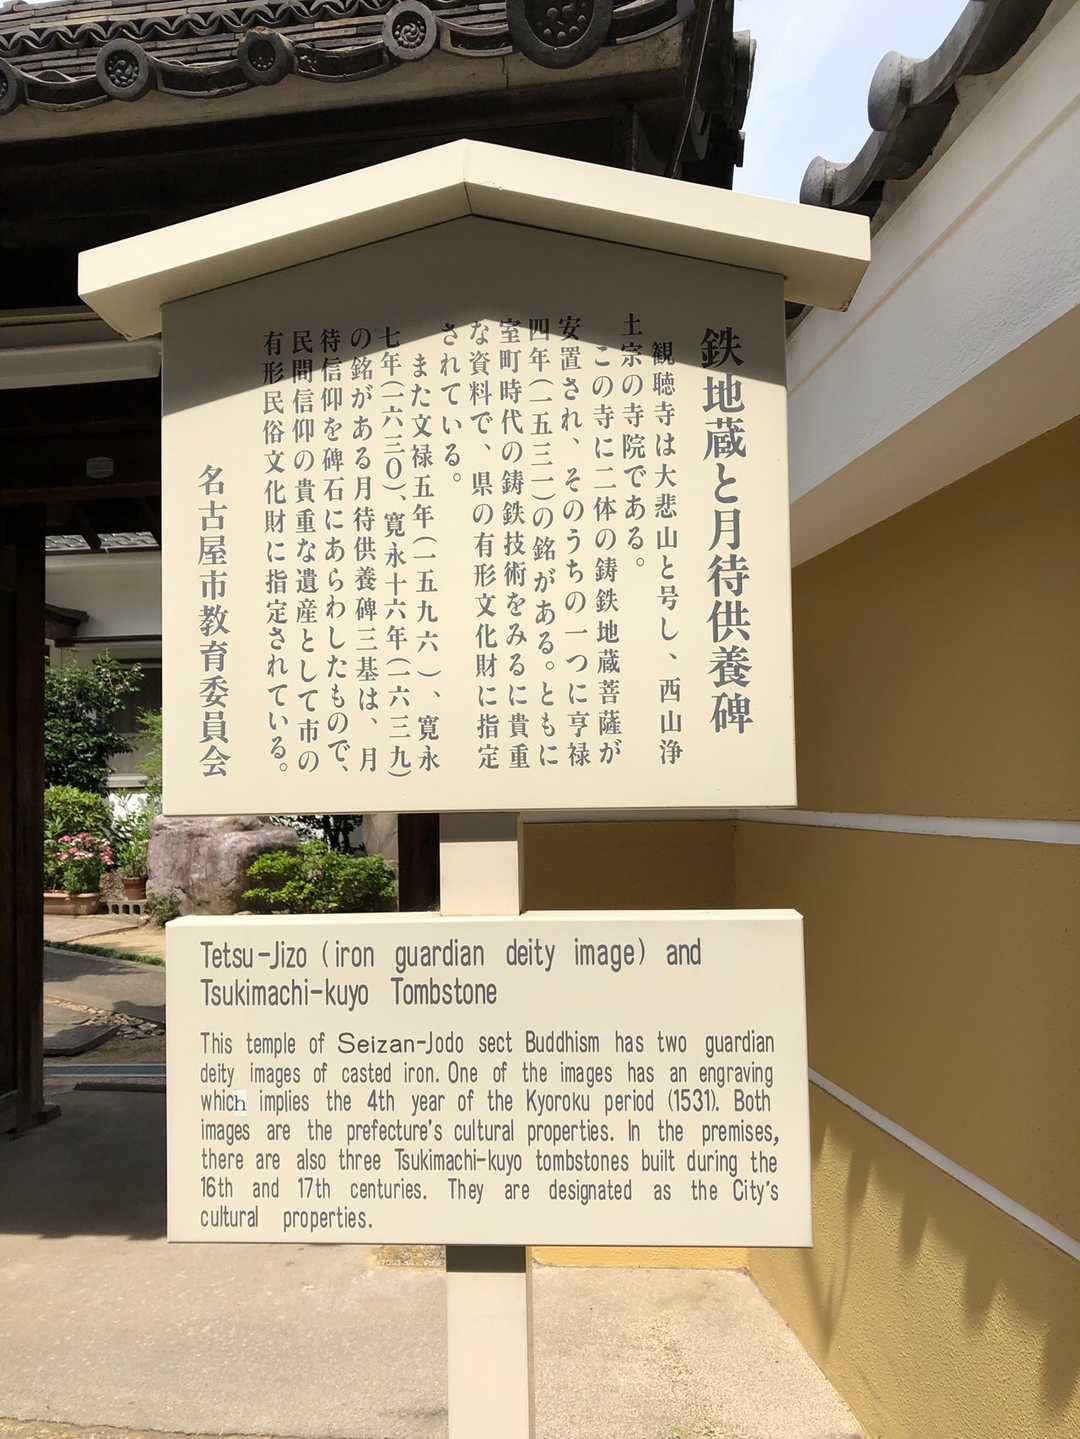 鉄地蔵と月待供養碑
観聴寺は大悲山と号し、西山浄
土宗の寺院である。
この寺に二体の鋳鉄地蔵菩薩が
安置され、そのうちの一つに亨禄
四年(一五三一)の銘がある。ともに
室町時代の鋳鉄技術をみるに貴重
な資料で、県の有形文化財に指定
されている。
また文禄五年(一五九六)、寛永
七年(一六三〇)、寛永十六年(一六三九)
の銘がある月待供養碑三基は、月
待信仰を碑石にあらわしたもので、
民間信仰の貴重な遺産として市の
有形民俗文化財に指定されている。
名古屋市教育委員会
Tetsu-Jizo (iron guardian deity image) and
Tsukimachi-kuyo Tombstone
This temple of Seizan-Jodo sect Buddhism has two guardian
deity images of casted iron. One of the images has an engraving
which implies the 4th year of the Kyoroku period (1531). Both
images are the prefecture's cultural properties. In the premises,
there are also three Tsukimachi-kuyo tombstones built during the
16th and 17th centuries. They are designated as the City's
cultural properties.